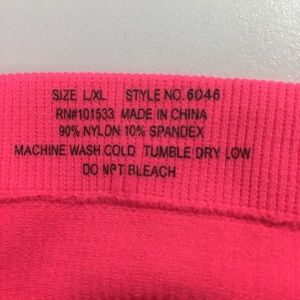 SIZE L/XL STYLE NO. 6046
RN#101533 MADE IN CHINA
90% NYLON 10% SPANDEX
MACHINE WASH COLD TUMBLE DRY LOW
DO NOT BLEACH